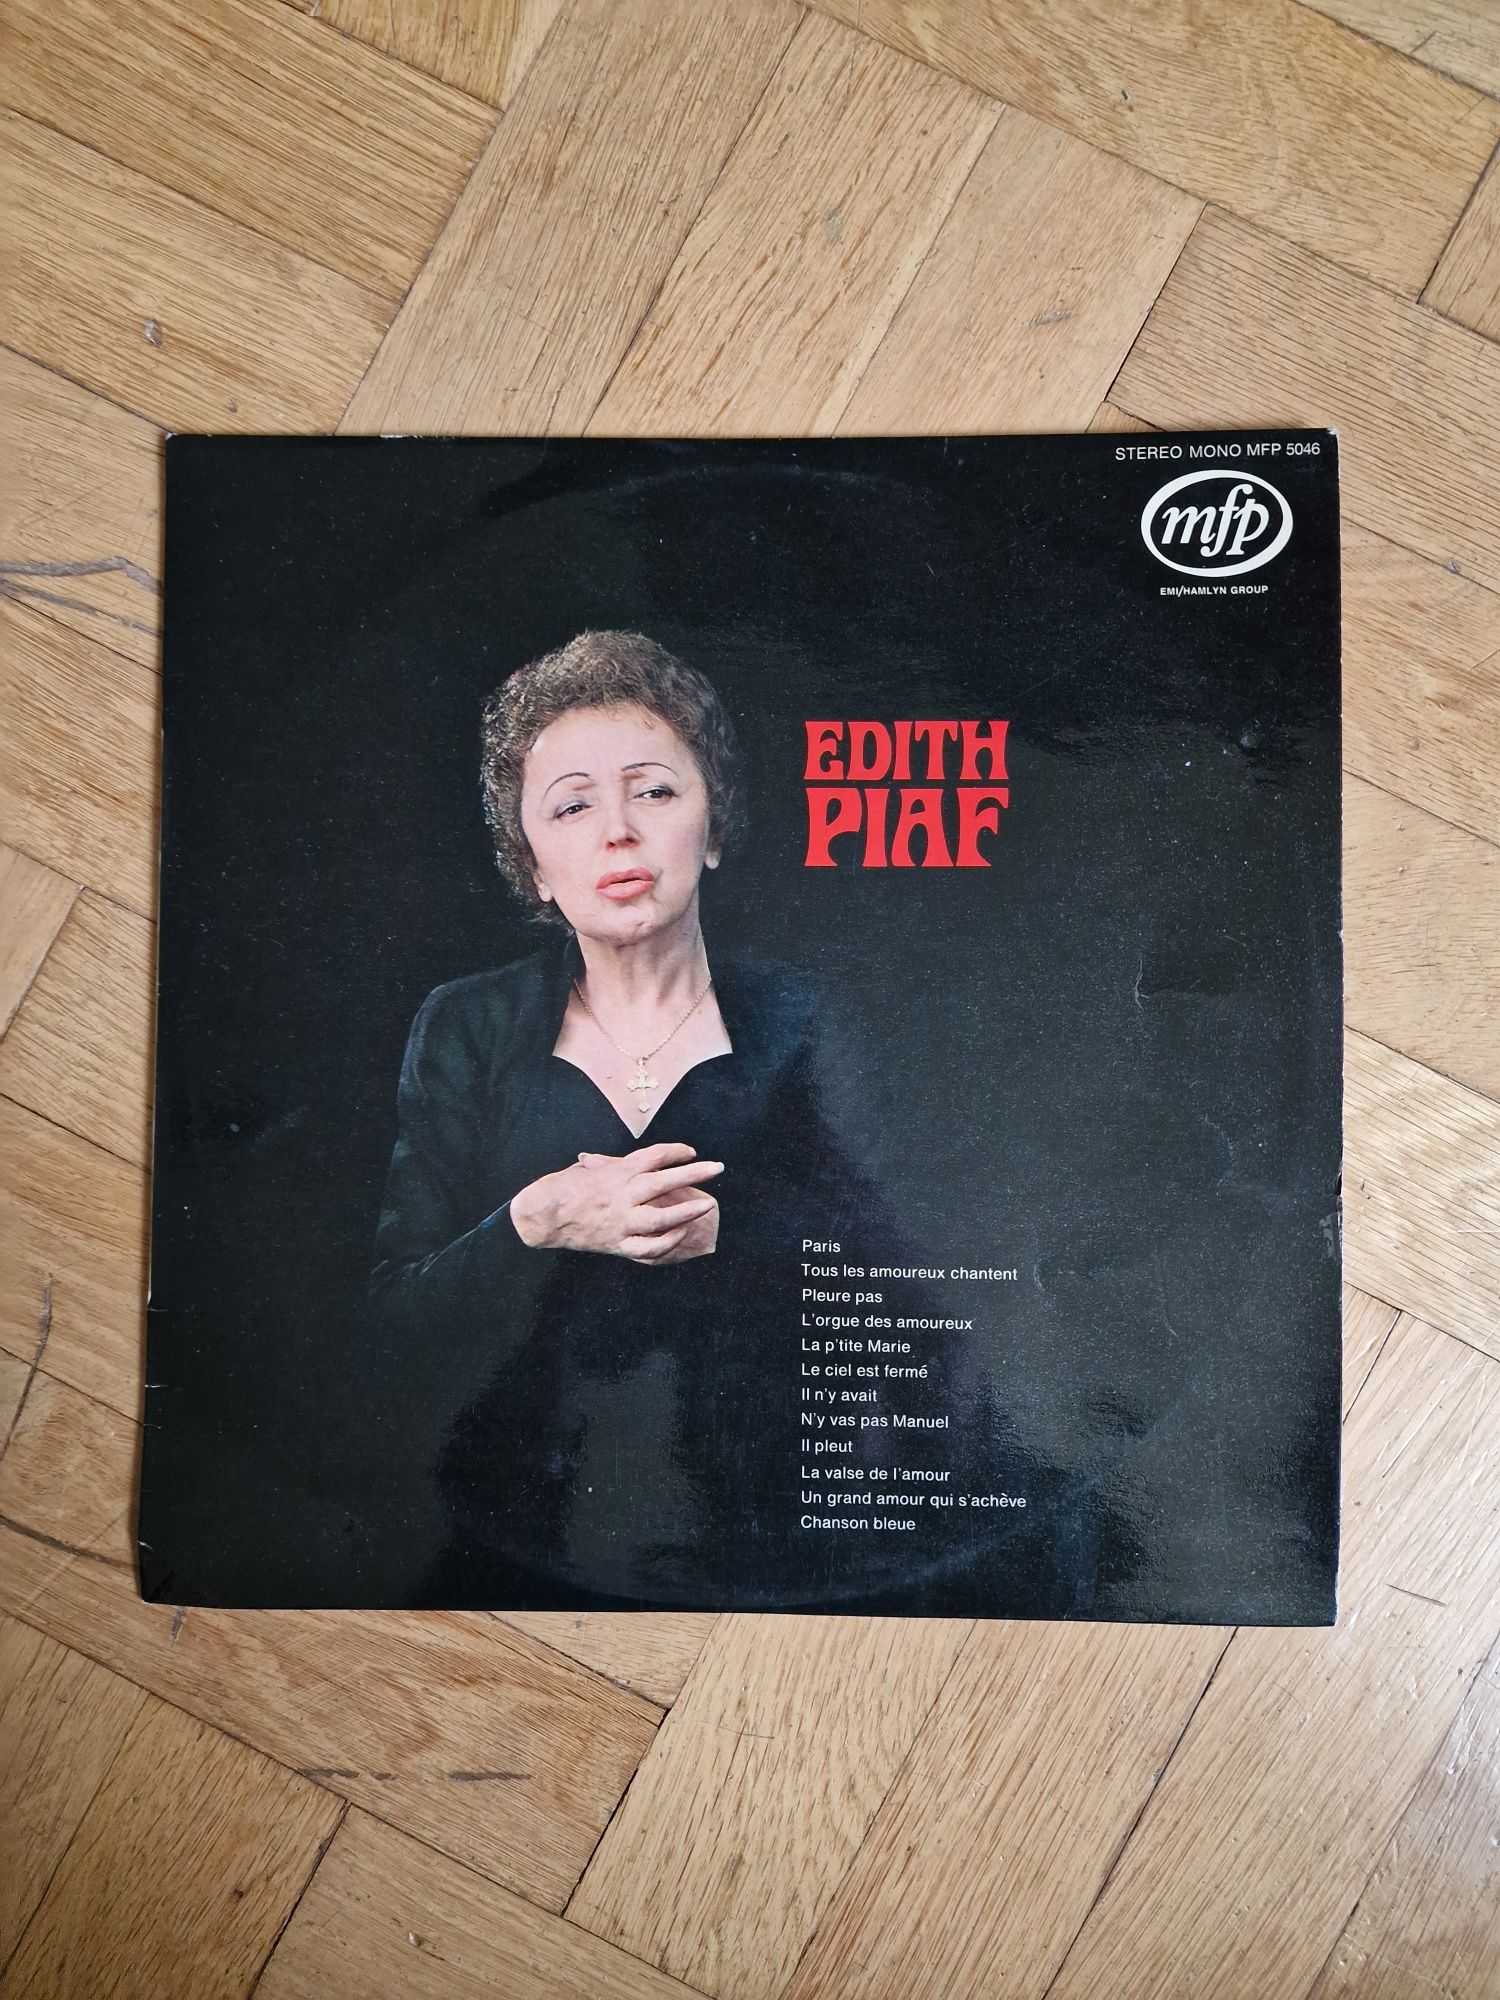 STEREO MONO MFP 5046
mfp
EMI/HAMLYN GROUP
EDITH
PIAF
Paris
Tous les amoureux chantent
Pleure pas
L'orgue des amoureux
La p'tite Marie
Le ciel est fermé
Il n'y avait
N'y vas pas Manuel
Il pleut
La valse de l'amour
Un grand amour qui s'achève
Chanson bleue